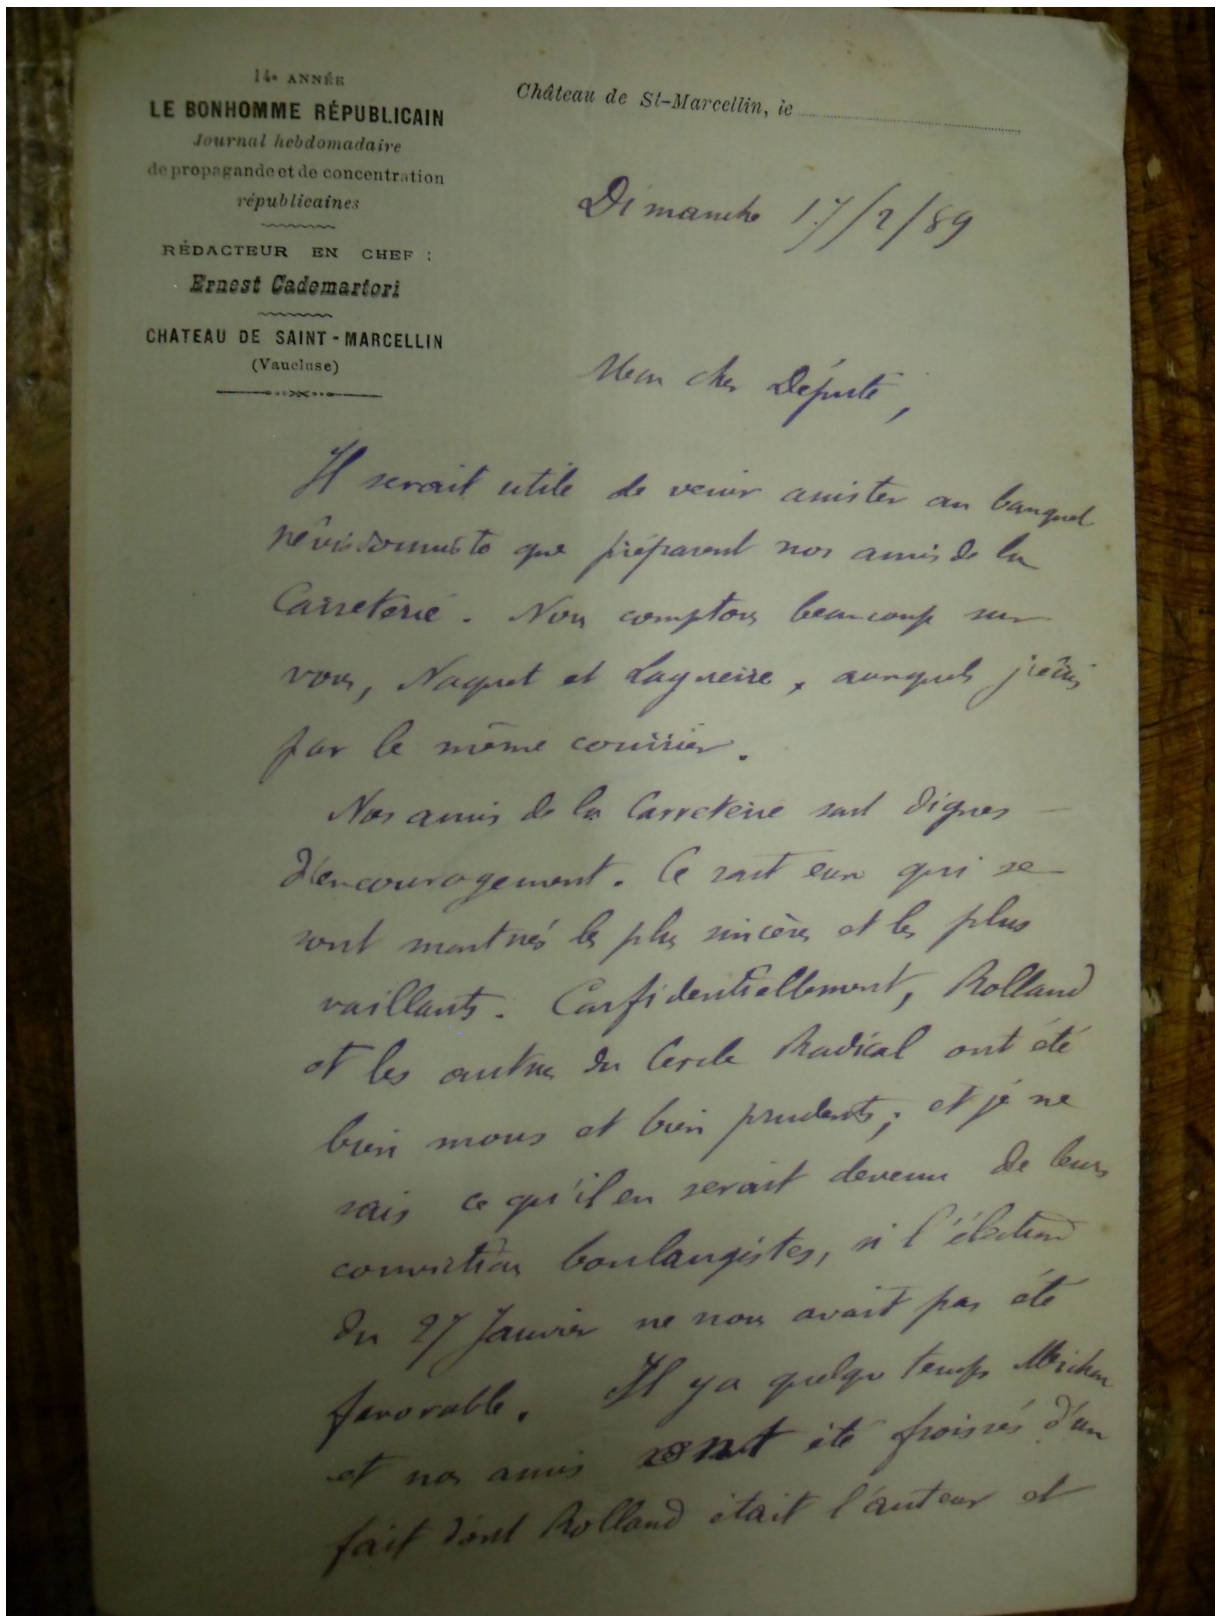 14e ANNÉE
LE BONHOMME RÉPUBLICAIN
Journal hebdomadaire
de propagande et de concentration
républicaines
RÉDACTEUR EN CHEF :
Ernest Cademartori
CHATEAU DE SAINT-MARCELLIN
(Vaucluse)
Château de St-Marcellin, le
Dimanche 17/2/89
Mon cher Député,
Il serait utile de venir assister au banquet
révisionniste que préparent nos amis de la
Carreterie. Nous comptons beaucoup sur
vous, Naquet et Laguerre, auxquels j'écris
par le même courrier.
Nos amis de la Carreterie sont dignes
d'encouragement. Ce sont eux qui se
sont montrés les plus sincères et les plus
vaillants. Confidentiellement, Rolland
et les autres du Cercle Radical ont été
bien mous et bien prudents; et je ne
sais ce qu'il en serait devenu de leurs
convictions boulangistes, si l'élection
du 27 Janvier ne nous avait pas été
favorable. Il y a quelque temps
et nos amis ont été froissés d'un
fait dont Rolland était l'auteur et